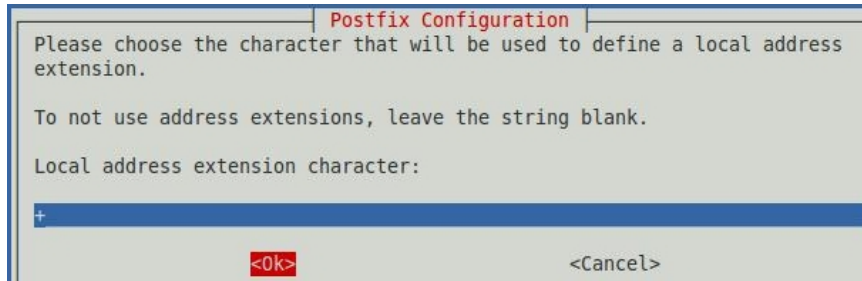 Postfix Configuration
Please choose the character that will be used to define a local address
extension.
To not use address extensions, leave the string blank.
Local address extension character:
+
<Ok> <Cancel>